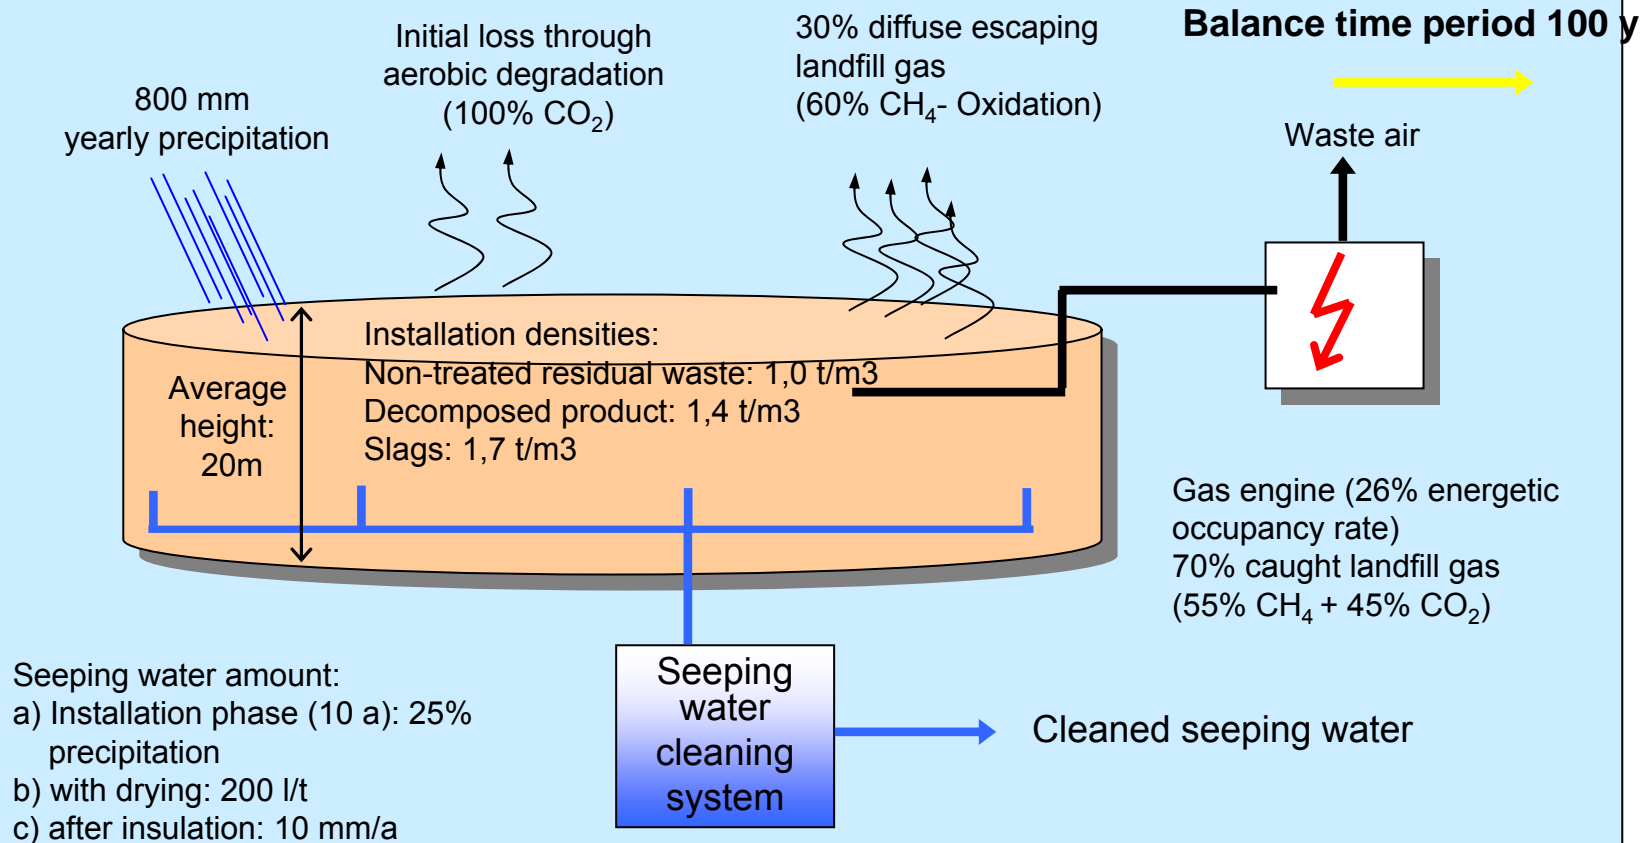 Balance time period 100 y
Initial loss through
aerobic degradation
(100% CO₂)
30% diffuse escaping
landfill gas
(60% CH₄- Oxidation)
800 mm
yearly precipitation
Waste air
Installation densities:
Non-treated residual waste: 1,0 t/m3
Decomposed product: 1,4 t/m3
Slags: 1,7 t/m3
Average
height:
20m
Gas engine (26% energetic
occupancy rate)
70% caught landfill gas
(55% CH₄ + 45% CO₂)
Seeping water amount:
a) Installation phase (10 a): 25%
precipitation
b) with drying: 200 l/t
c) after insulation: 10 mm/a
Seeping
water
cleaning
system
Cleaned seeping water